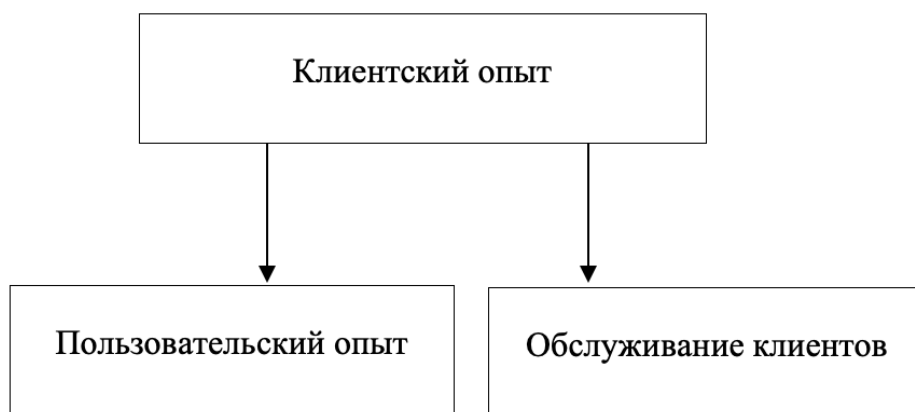 Клиентский опыт
Пользовательский опыт
Обслуживание клиентов